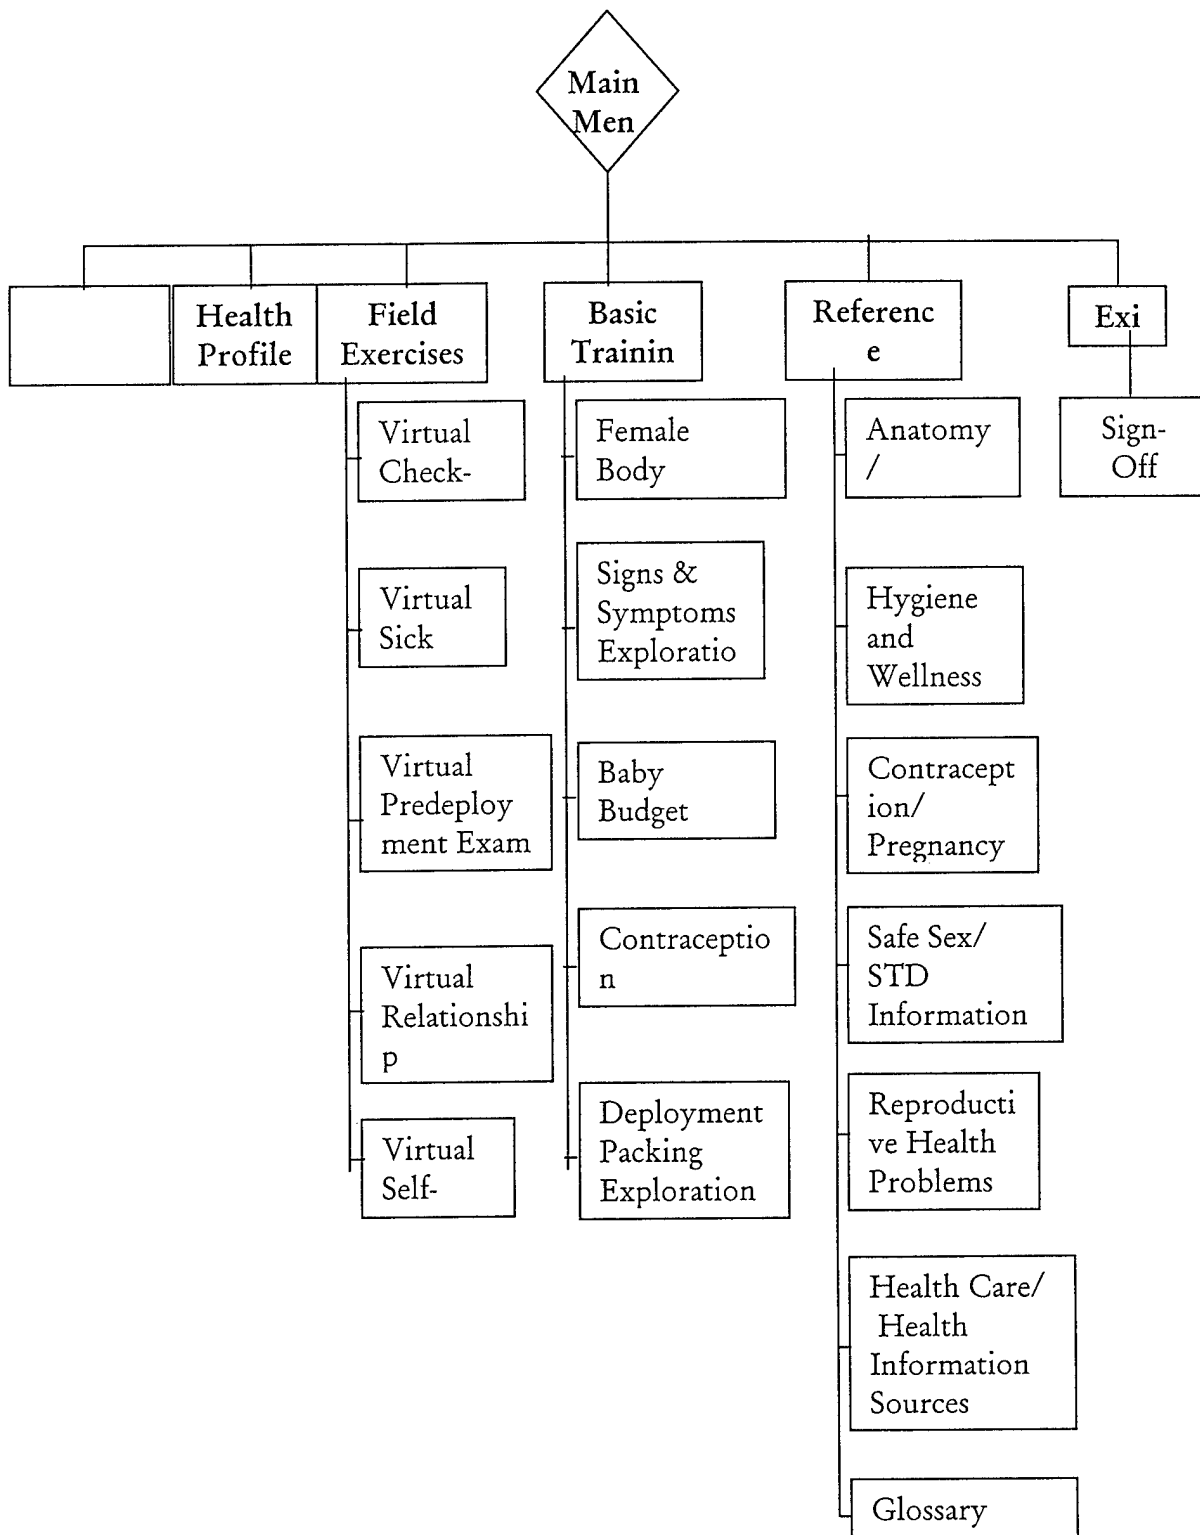 Main
Men
Health
Profile
Field
Exercises
Basic
Trainin
Referenc
e
Exi
Virtual
Check-
Virtual
Sick
Virtual
Predeploy
ment Exam
Virtual
Relationshi
p
Virtual
Self-
Female
Body
Signs &
Symptoms
Exploratio
Baby
Budget
Contraceptio
n
Deployment
Packing
Exploration
Anatomy
/
Hygiene
and
Wellness
Contracept
ion/
Pregnancy
Safe Sex/
STD
Information
Reproducti
ve Health
Problems
Health Care/
Health
Information
Sources
Glossary
Sign-
Off